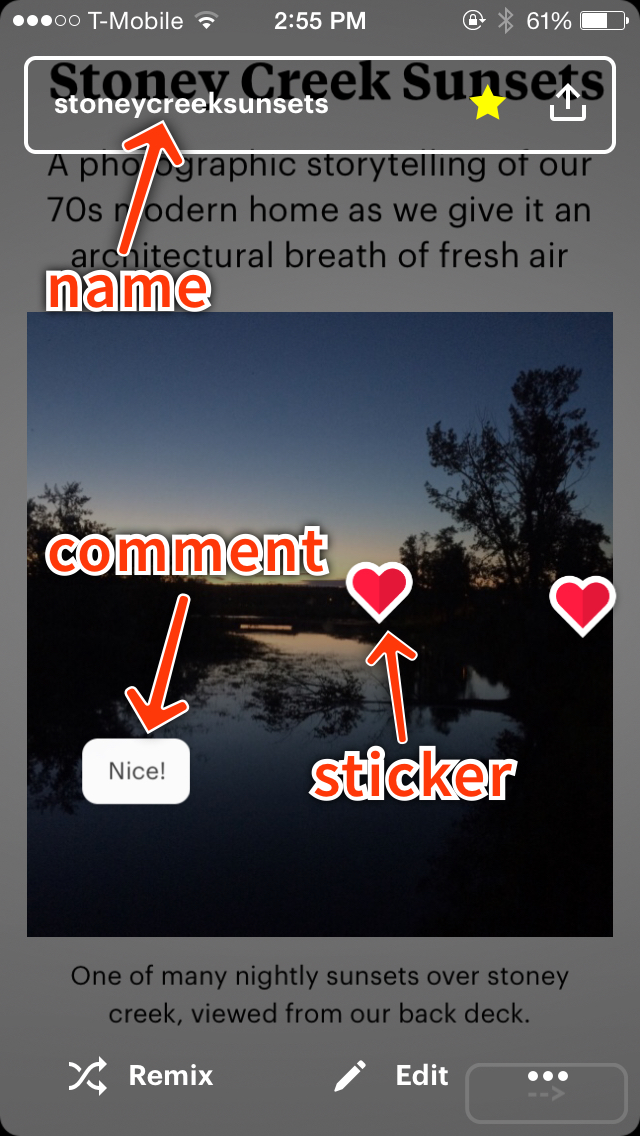 T-Mobile 2:55 PM 61%
Stoney Creek Sunsets
stoneycreeksunsets
A photographic storytelling of our
70s modern home as we give it an
architectural breath of fresh air
name
comment
sticker
Nice!
One of many nightly sunsets over stoney
creek, viewed from our back deck.
Remix Edit •••
-->